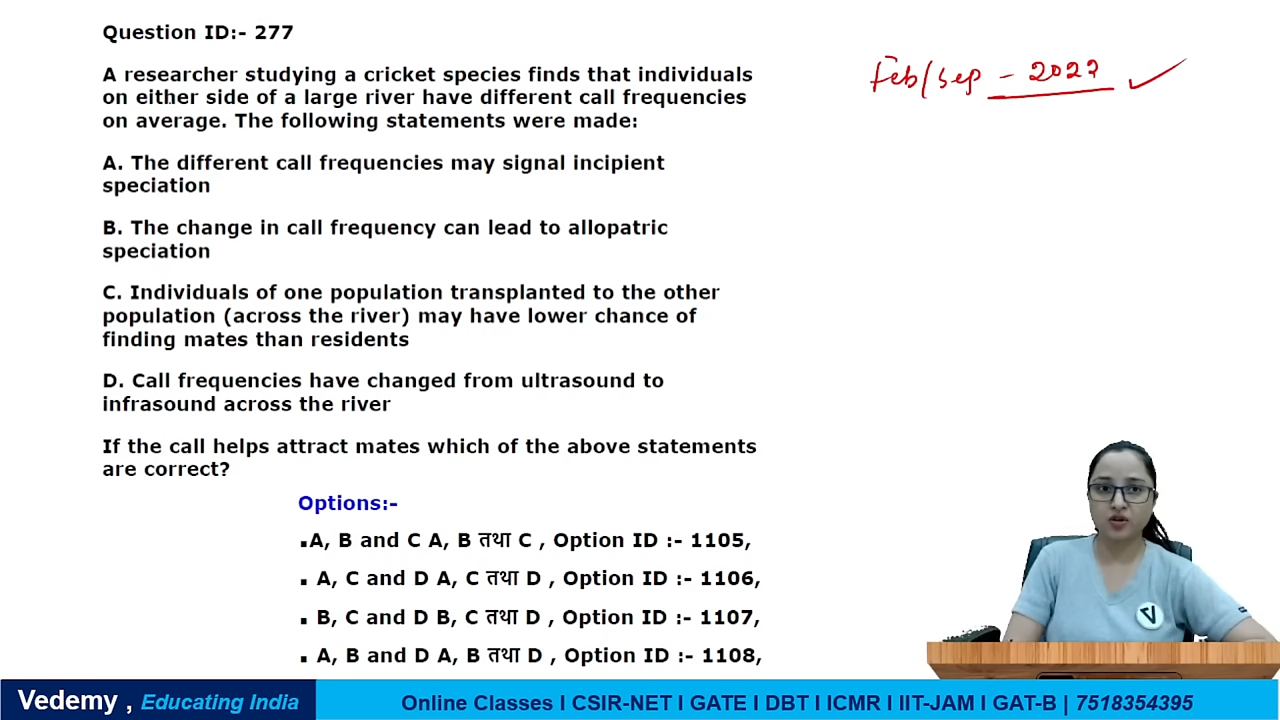 Question ID:- 277
Feb/Sep - 2022
A researcher studying a cricket species finds that individuals
on either side of a large river have different call frequencies
on average. The following statements were made:
A. The different call frequencies may signal incipient
speciation
B. The change in call frequency can lead to allopatric
speciation
C. Individuals of one population transplanted to the other
population (across the river) may have lower chance of
finding mates than residents
D. Call frequencies have changed from ultrasound to
infrasound across the river
If the call helps attract mates which of the above statements
are correct?
Options:-
▪A, B and C A, B तथा C , Option ID :- 1105,
▪ A, C and D A, C तथा D , Option ID :- 1106,
▪ B, C and D B, C तथा D , Option ID :- 1107,
▪ A, B and D A, B तथा D , Option ID :- 1108,
V
Vedemy , Educating India
Online Classes I CSIR-NET I GATE I DBT I ICMR I IIT-JAM I GAT-B | 7518354395